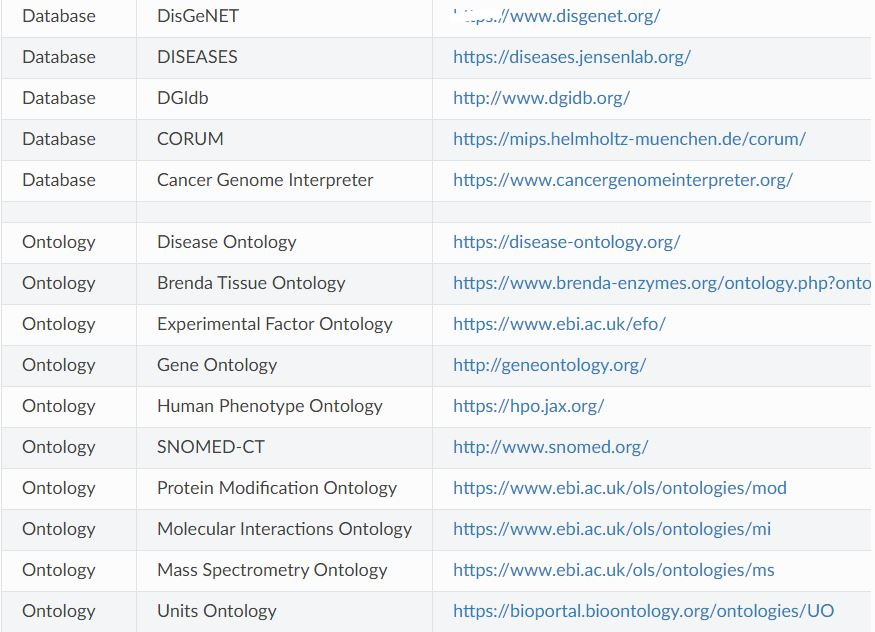 Database DisGeNET //www.disgenet.org/
Database DISEASES https://diseases.jensenlab.org/
Database DGIdb http://www.dgidb.org/
Database CORUM https://mips.helmholtz-muenchen.de/corum/
Database Cancer Genome Interpreter https://www.cancergenomeinterpreter.org/
Ontology Disease Ontology https://disease-ontology.org/
Ontology Brenda Tissue Ontology https://www.brenda-enzymes.org/ontology.php?onto
Ontology Experimental Factor Ontology https://www.ebi.ac.uk/efo/
Ontology Gene Ontology http://geneontology.org/
Ontology Human Phenotype Ontology https://hpo.jax.org/
Ontology SNOMED-CT http://www.snomed.org/
Ontology Protein Modification Ontology https://www.ebi.ac.uk/ols/ontologies/mod
Ontology Molecular Interactions Ontology https://www.ebi.ac.uk/ols/ontologies/mi
Ontology Mass Spectrometry Ontology https://www.ebi.ac.uk/ols/ontologies/ms
Ontology Units Ontology https://bioportal.bioontology.org/ontologies/UO